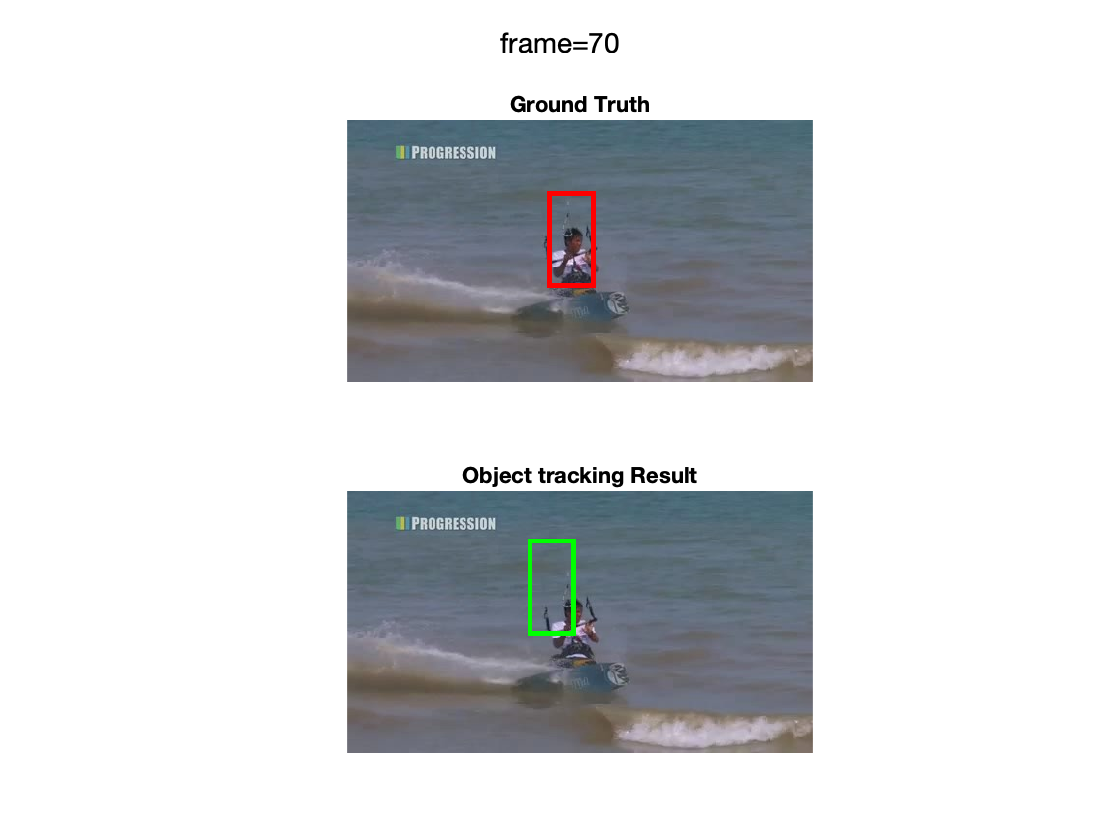 frame=70
Ground Truth
PROGRESSION
Object tracking Result
PROGRESSION